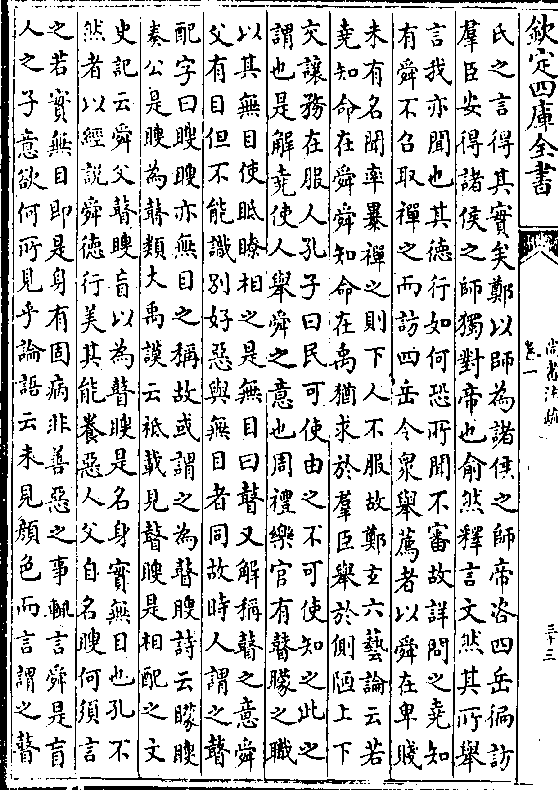 欽定四庫全書
尚書注疏
卷一
三十三
氏之言得其實矣鄭以師為諸侯之師帝咨四岳徧訪
羣臣安得諸侯之師獨對帝也俞然釋言文然其所舉
言我亦聞也其德行如何恐所聞不審故詳問之堯知
有舜不召取禪之而訪四岳令衆舉薦者以舜在卑賤
未有名聞率暴禪之則下人不服故鄭玄六藝論云若
堯知命在舜舜知命在禹猶求於羣臣舉於側陋上下
交讓務在服人孔子曰民可使由之不可使知之此之
謂也是解堯使人舉舜之意也周禮樂官有瞽矇之職
以其無目使眡瞭相之是無目曰瞽又解稱瞽之意舜
父有目但不能識别好惡與無目者同故時人謂之瞽
配字曰瞍瞍亦無目之稱故或謂之為瞽瞍詩云矇瞍
奏公是瞍為瞽類大禹謨云祗載見瞽瞍是相配之文
史記云舜父瞽瞍盲以為瞽瞍是名身實無目也孔不
然者以經説舜德行美其能養惡人父自名瞍何須言
之若實無目即是身有固病非善惡之事輒言舜是盲
人之子意欲何所見乎論語云未見顔色而言謂之瞽